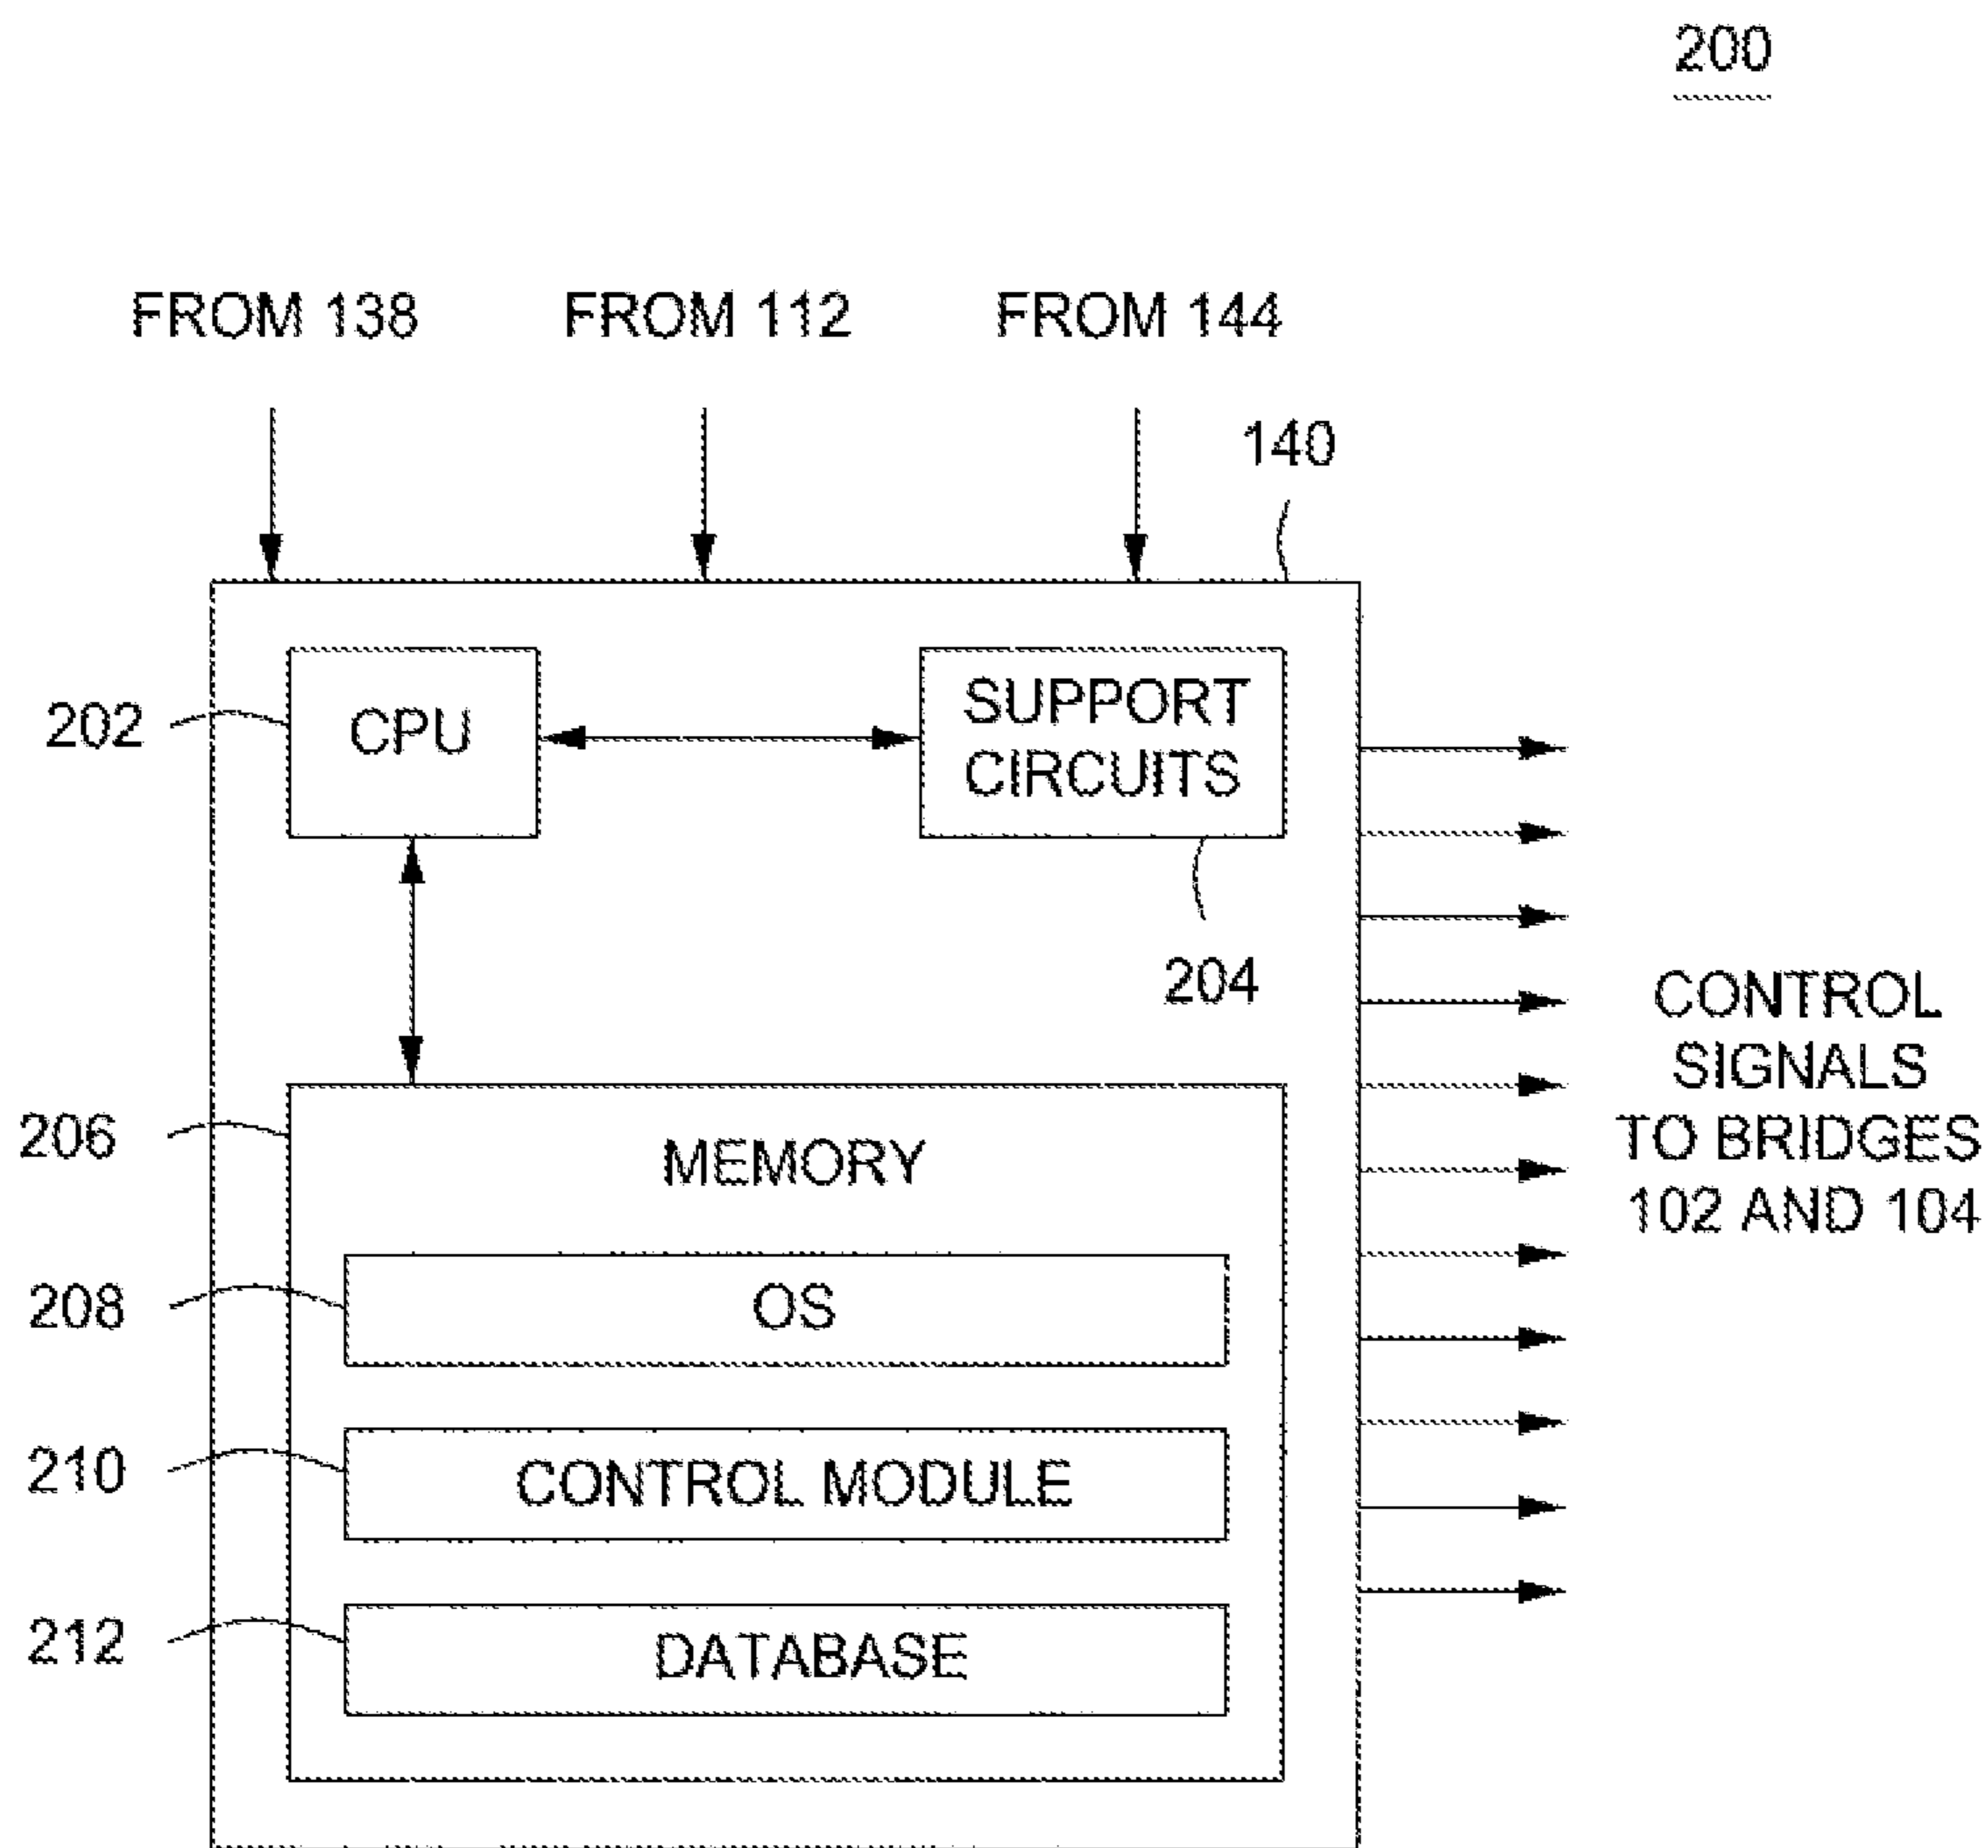 200
FROM 138
FROM 112
FROM 144
140
202
CPU
SUPPORT
CIRCUITS
204
CONTROL
SIGNALS
TO BRIDGES
102 AND 104
206
MEMORY
208
OS
210
CONTROL MODULE
212
DATABASE